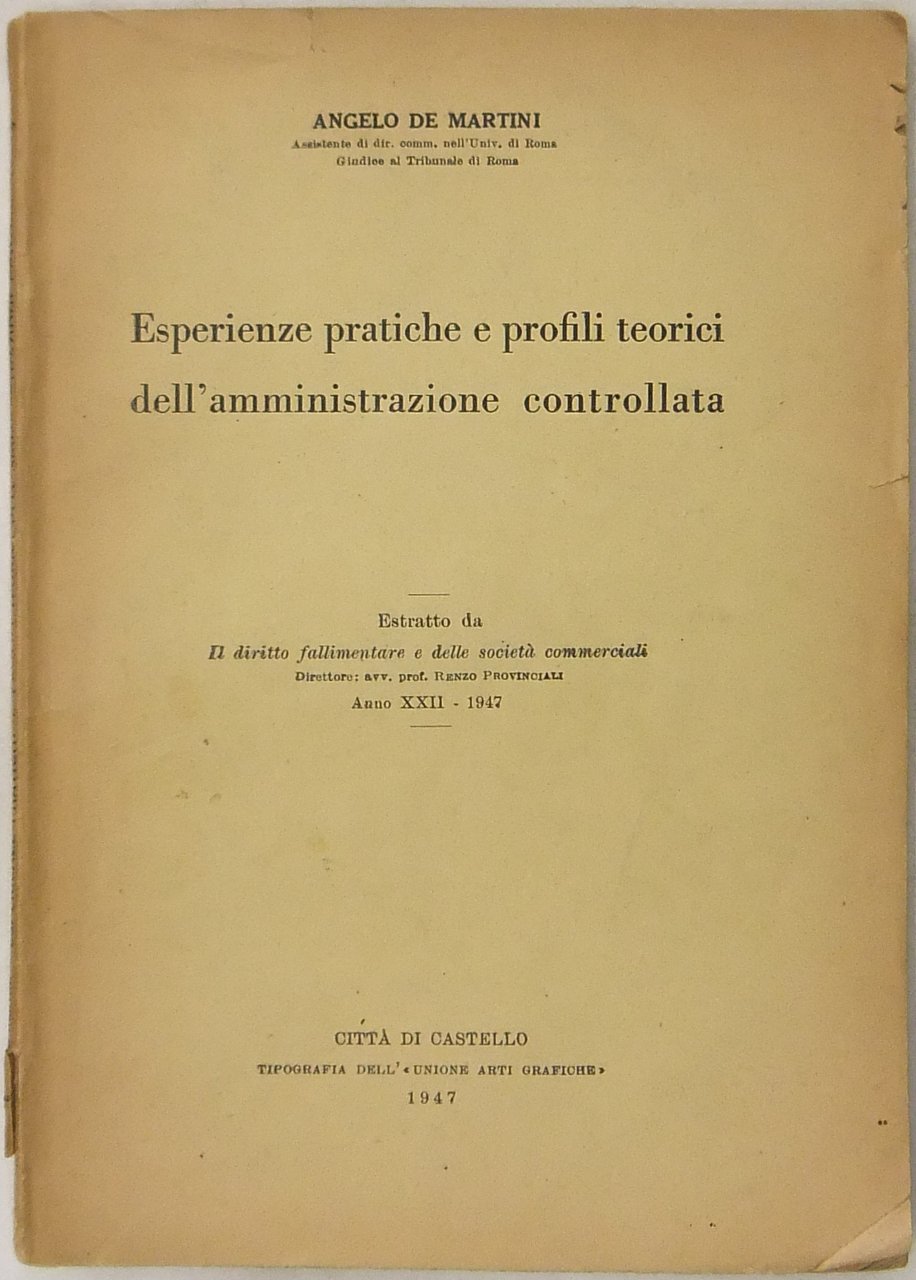 ANGELO DE MARTINI
Assistente di dir. comm. nell'Univ. di Roma
Giudice al Tribunale di Roma
Esperienze pratiche e profili teorici
dell'amministrazione controllata
Estratto da
Il diritto fallimentare e delle società commerciali
Direttore: avv. prof. RENZO PROVINCIALI
Anno XXII - 1947
CITTÀ DI CASTELLO
TIPOGRAFIA DELL'«UNIONE ARTI GRAFICHE»
1947